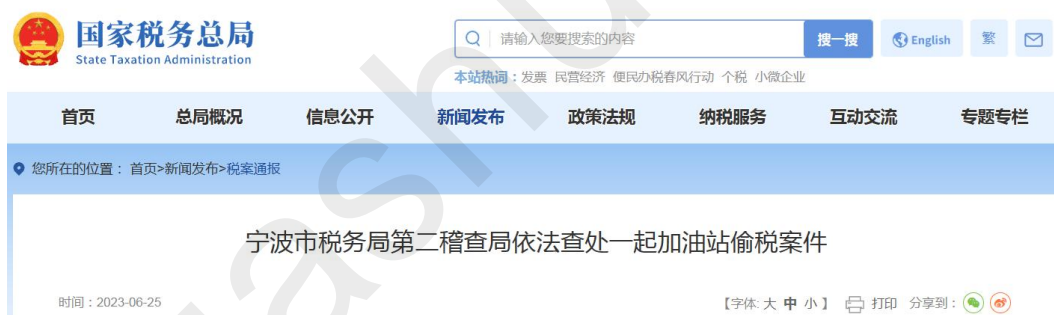 国家税务总局
State Taxation Administration
请输入您要搜索的内容
搜一搜
English
繁
本站热词：发票 民营经济 便民办税春风行动 个税 小微企业
首页 总局概况 信息公开 新闻发布 政策法规 纳税服务 互动交流 专题专栏
您所在的位置： 首页>新闻发布>税案通报
宁波市税务局第二稽查局依法查处一起加油站偷税案件
时间：2023-06-25
【字体:大 中 小】 打印 分享到: